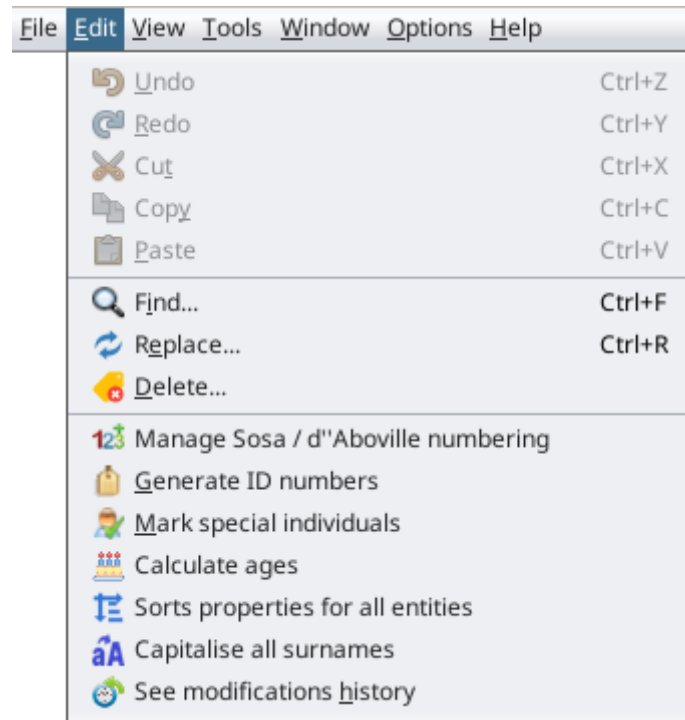 File Edit View Tools Window Options Help
Undo Ctrl+Z
Redo Ctrl+Y
Cut Ctrl+X
Copy Ctrl+C
Paste Ctrl+V
Find... Ctrl+F
Replace... Ctrl+R
Delete...
Manage Sosa / d''Aboville numbering
Generate ID numbers
Mark special individuals
Calculate ages
Sorts properties for all entities
Capitalise all surnames
See modifications history